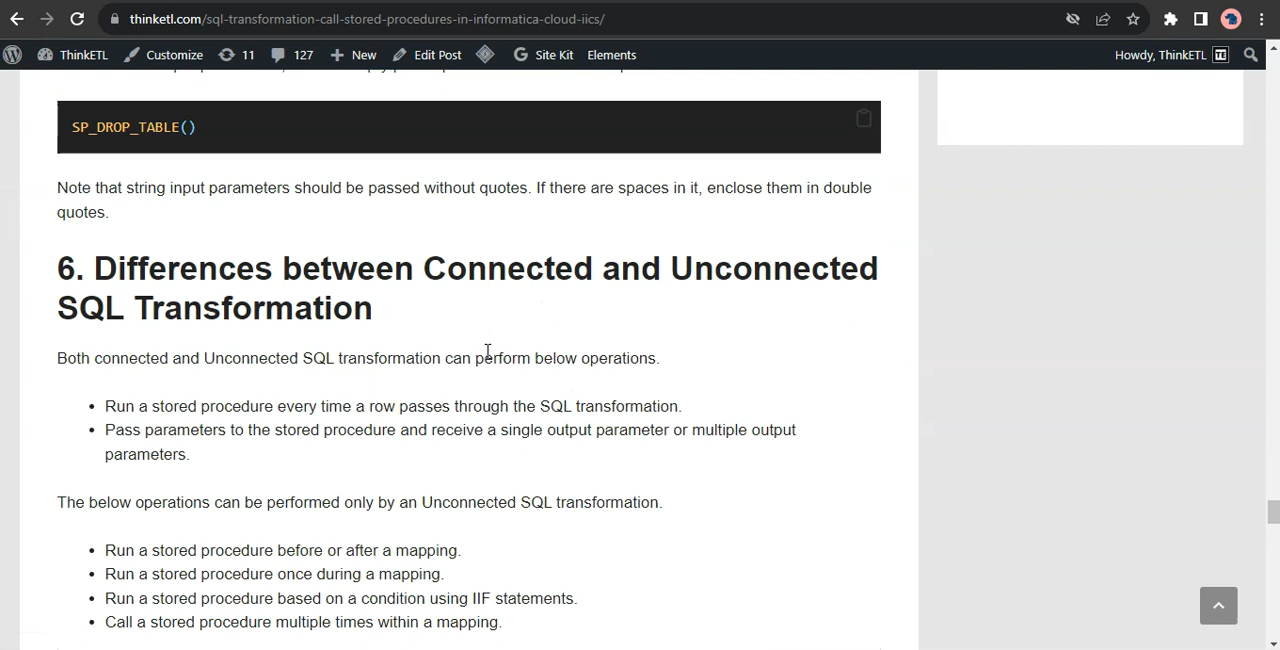 thinketl.com/sql-transformation-call-stored-procedures-in-informatica-cloud-iics/
ThinkETL Customize 11 127 New Edit Post Site Kit Elements Howdy, ThinkETL TE
SP_DROP_TABLE()
Note that string input parameters should be passed without quotes. If there are spaces in it, enclose them in double
quotes.
6. Differences between Connected and Unconnected
SQL Transformation
Both connected and Unconnected SQL transformation can perform below operations.
• Run a stored procedure every time a row passes through the SQL transformation.
• Pass parameters to the stored procedure and receive a single output parameter or multiple output
parameters.
The below operations can be performed only by an Unconnected SQL transformation.
• Run a stored procedure before or after a mapping.
• Run a stored procedure once during a mapping.
• Run a stored procedure based on a condition using IIF statements.
• Call a stored procedure multiple times within a mapping.